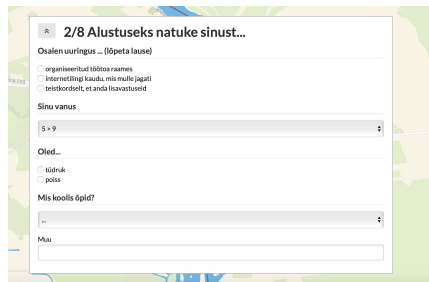 2/8 Alustuseks natuke sinust...
Osalen uuringus ... (lõpeta lause)
organiseeritud töötoa raames
internetilingi kaudu, mis mulle jagati
teistkordselt, et anda lisavastuseid
Sinu vanus
5 > 9
Oled...
tüdruk
poiss
Mis koolis õpid?
...
Muu